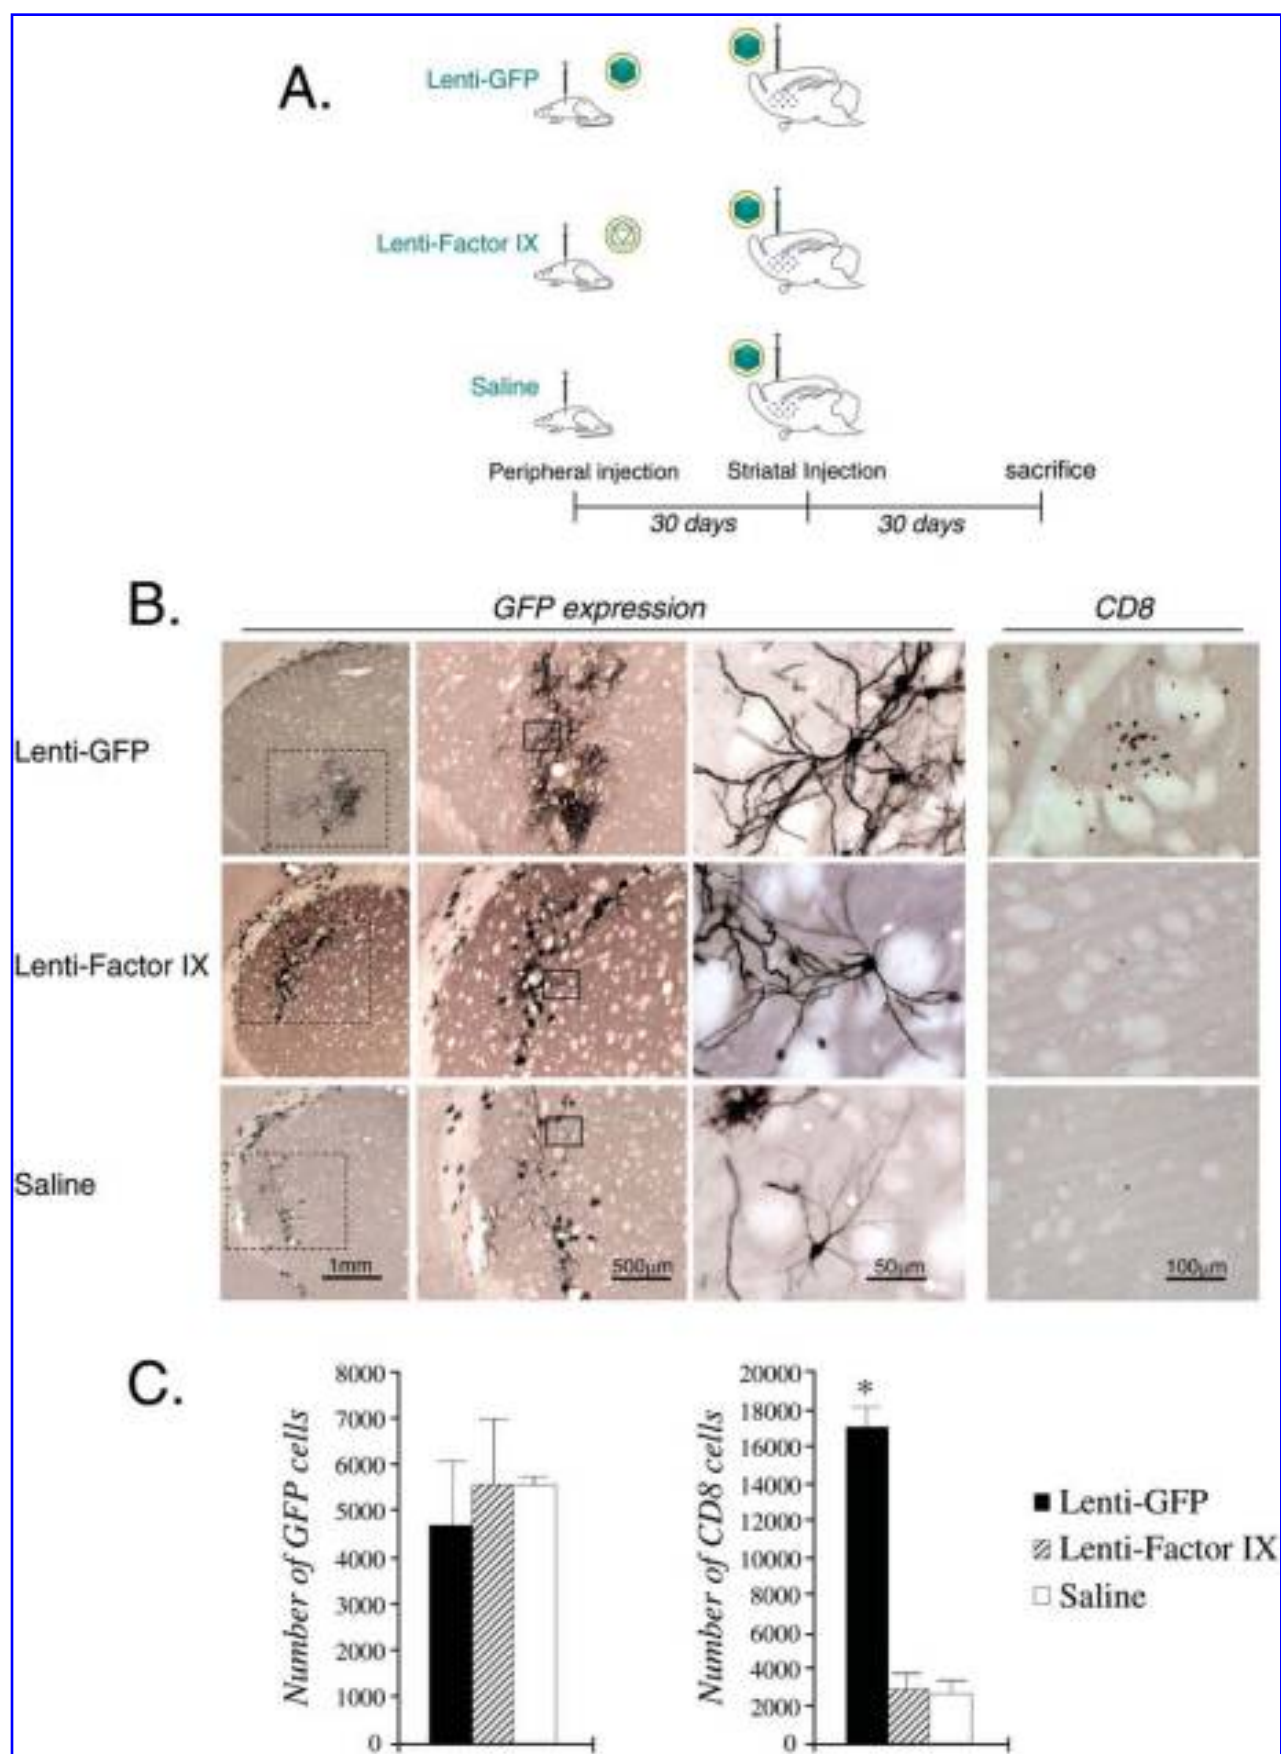 A.
Lenti-GFP
Lenti-Factor IX
Saline
Peripheral injection Striatal Injection sacrifice
30 days 30 days
B.
GFP expression CD8
Lenti-GFP
Lenti-Factor IX
Saline
1mm 500μm 50μm 100μm
C.
Number of GFP cells
8000
7000
6000
5000
4000
3000
2000
1000
0
Number of CD8 cells
20000
18000
16000
14000
12000
10000
8000
6000
4000
2000
0
*
Lenti-GFP
Lenti-Factor IX
Saline